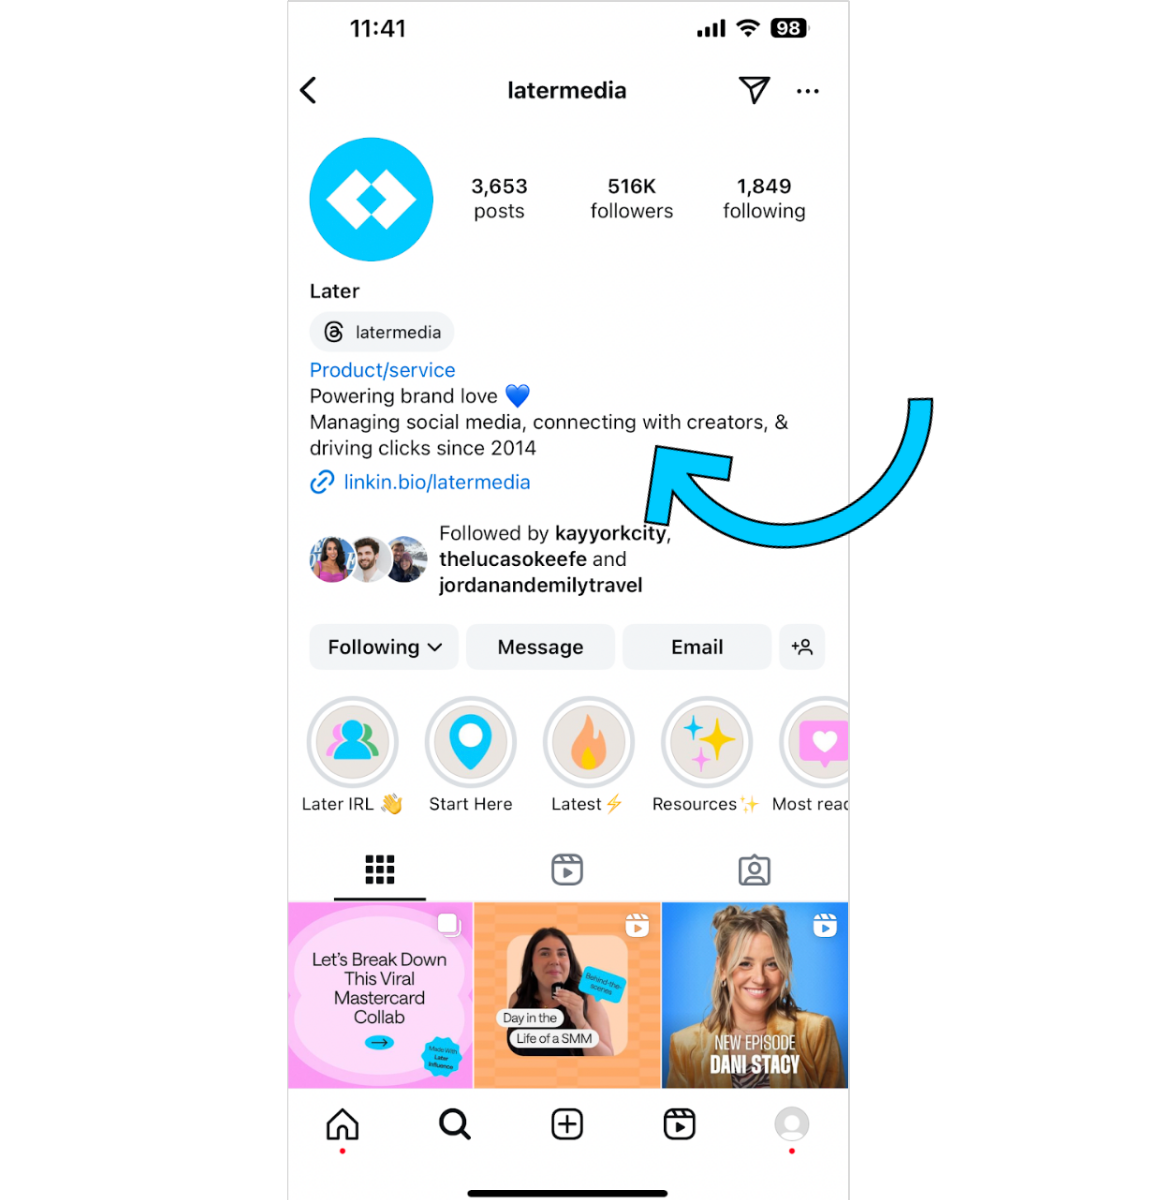 11:41
98
latermedia
3,653
posts
516K
followers
1,849
following
Later
latermedia
Product/service
Powering brand love 💙
Managing social media, connecting with creators, &
driving clicks since 2014
linkin.bio/latermedia
Followed by kayyorkcity,
thelucasokeefe and
jordanandemilytravel
Following
Message
Email
Later IRL 👋
Start Here
Latest⚡
Resources✨
Most read
Let's Break Down
This Viral
Mastercard
Collab
Made With
Later
Influence
Behind-the-
scenes
Day in the
Life of a SMM
NEW EPISODE
DANI STACY